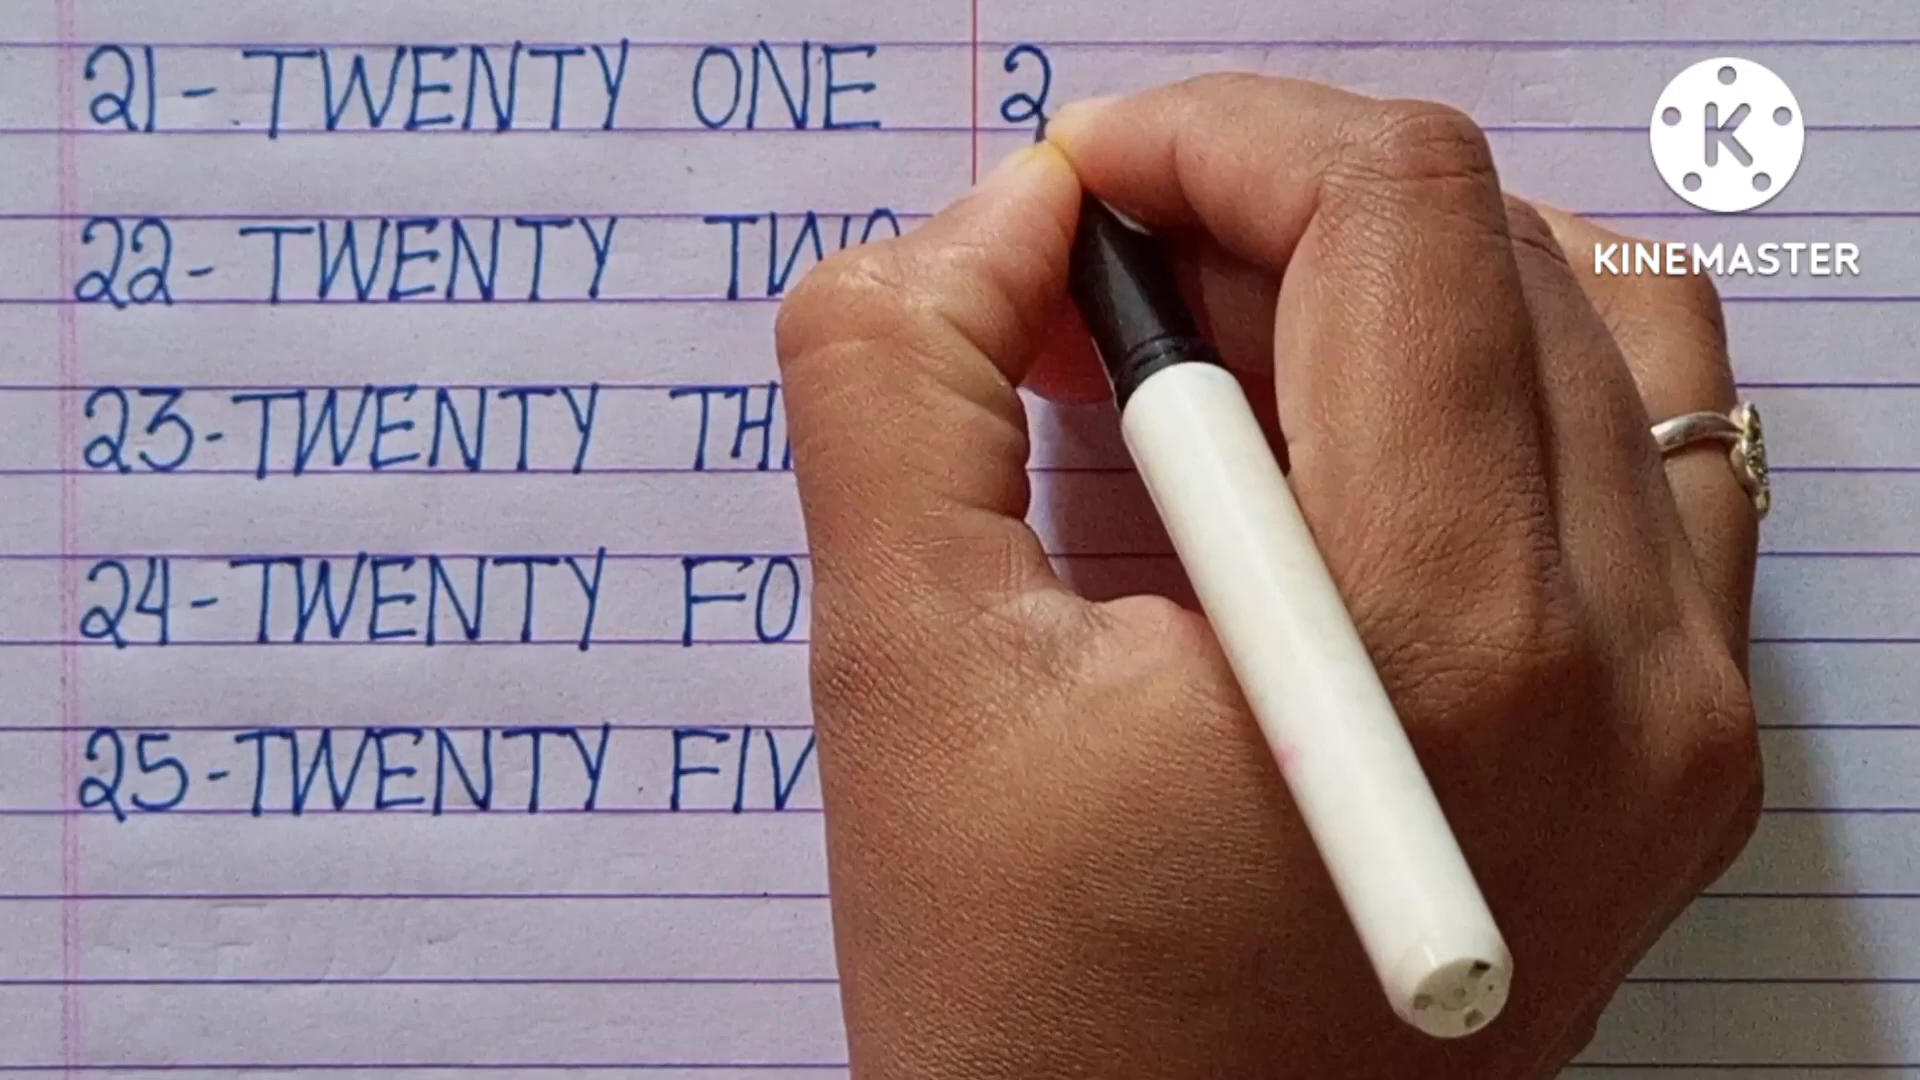 21- TWENTY ONE
22- TWENTY
23-TWENTY
24-TWENTY
25-TWENTY
2
KINEMASTER